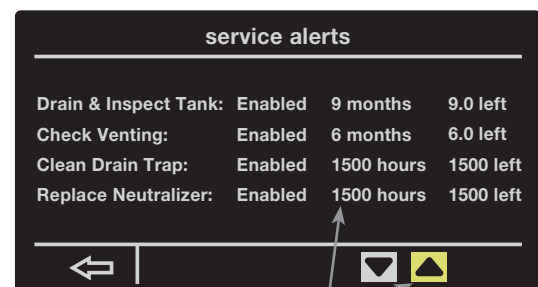 service alerts
Drain & Inspect Tank: Enabled 9 months 9.0 left
Check Venting: Enabled 6 months 6.0 left
Clean Drain Trap: Enabled 1500 hours 1500 left
Replace Neutralizer: Enabled 1500 hours 1500 left